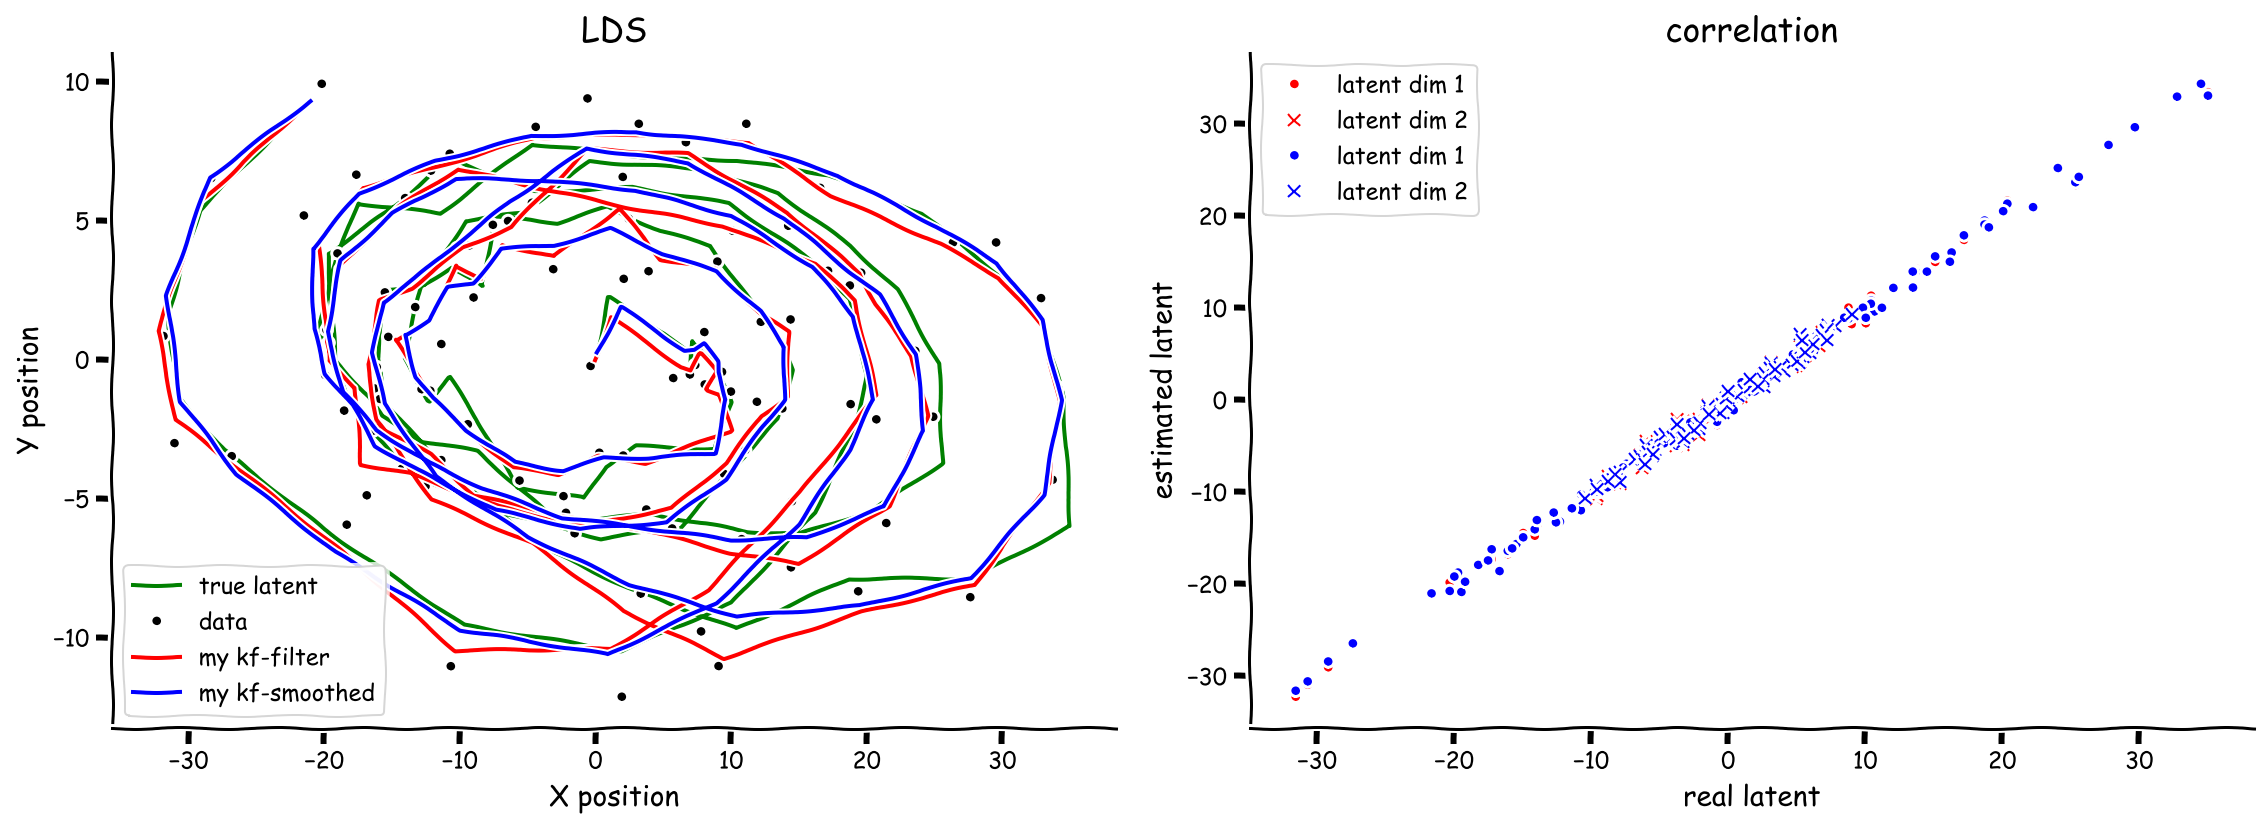 LDS
10
5
0
−5
−10
Y position
true latent
data
my kf-filter
my kf-smoothed
−30
−20
−10
0
10
20
30
X position
correlation
latent dim 1
latent dim 2
latent dim 1
latent dim 2
30
20
10
0
−10
−20
−30
estimated latent
−30
−20
−10
0
10
20
30
real latent